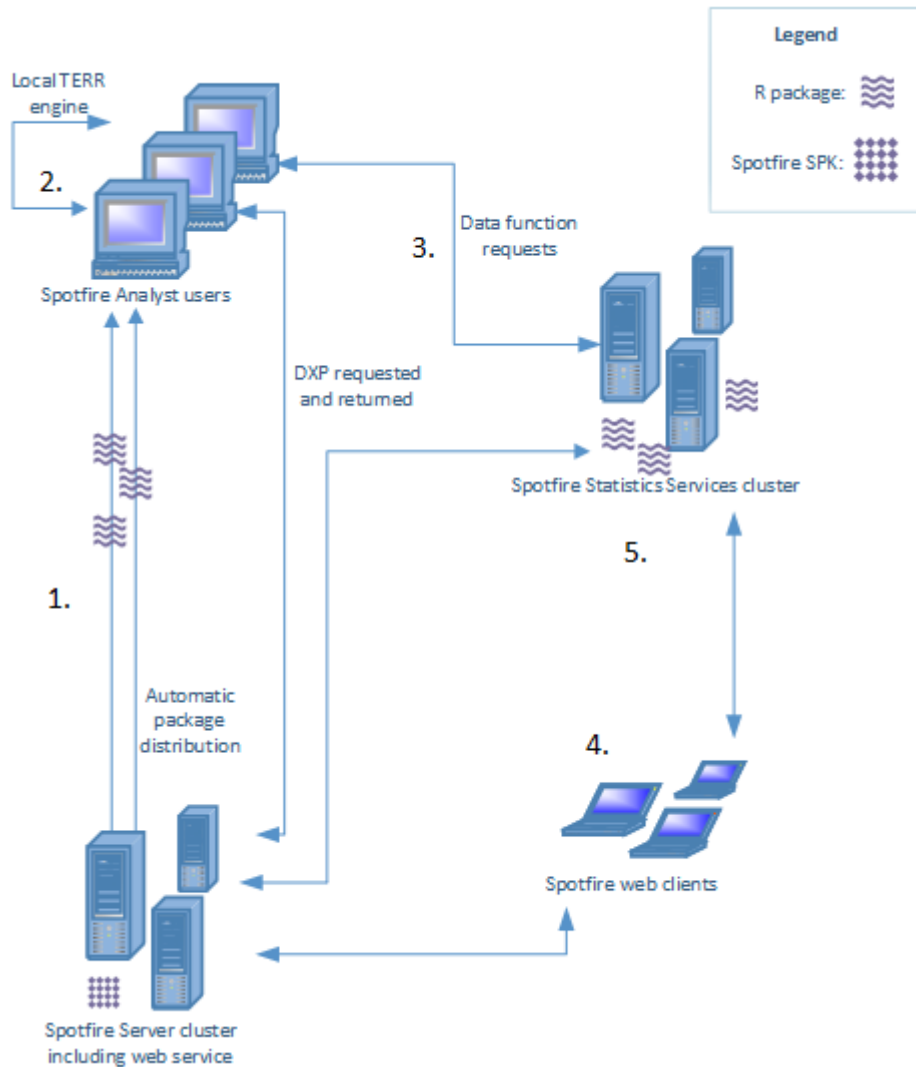 Legend
R package:
Spotfire SPK:
Local TERR
engine
2.
Spotfire Analyst users
3.
Data function
requests
DXP requested
and returned
Spotfire Statistics Services cluster
5.
1.
Automatic
package
distribution
4.
Spotfire web clients
Spotfire Server cluster
including web service